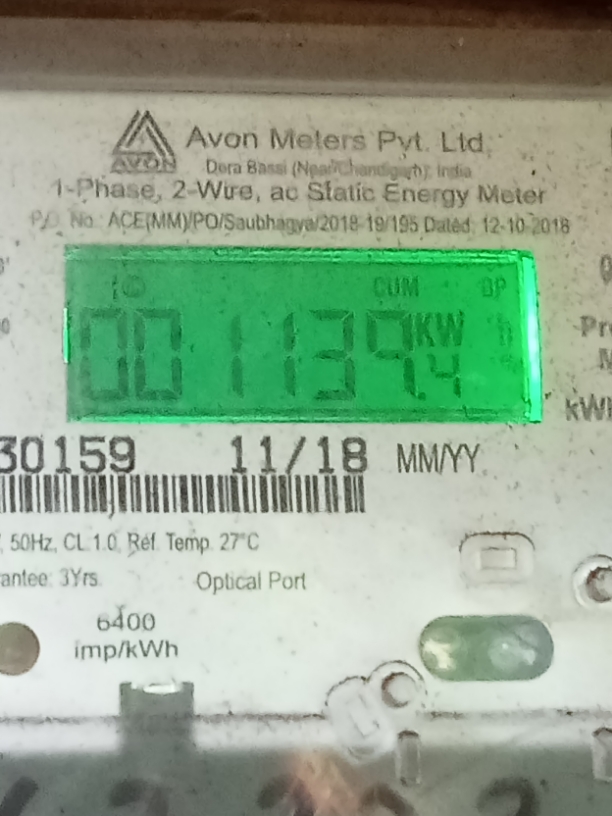 AVON
Avon Meters Pvt. Ltd.
Dera Bassi (Near Chandigarh), India
1-Phase, 2-Wire, ac Static Energy Meter
P.O. No.: ACE(MM)/PO/Saubhagya/2018-19/195 Dated: 12-10-2018
CUM
001139.4 KW h
30159 11/18 MM/YY
kWh
50Hz, CL 1.0, Ref. Temp. 27°C
3Yrs. Optical Port
6400
imp/kWh